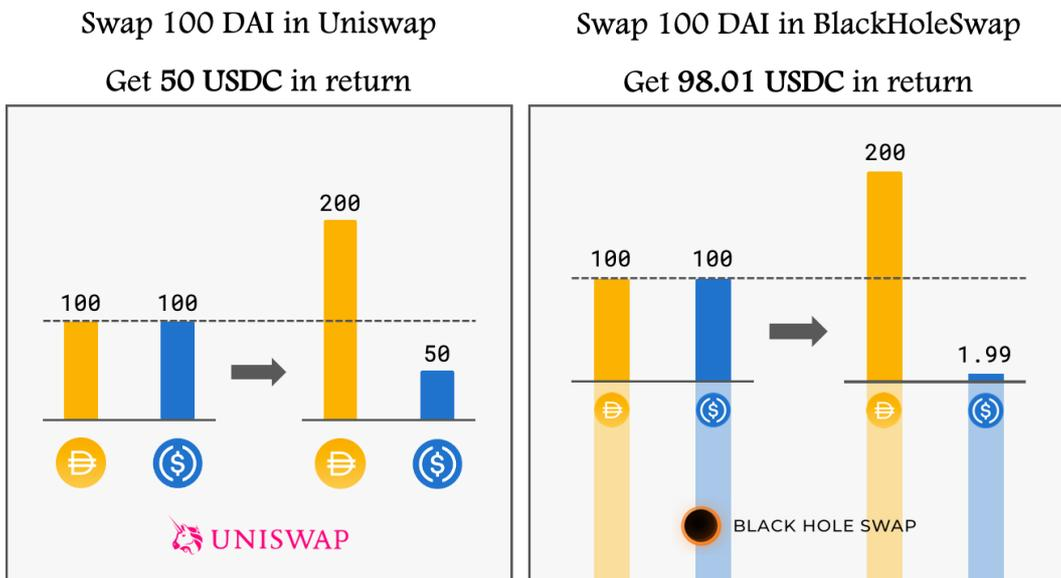 Swap 100 DAI in Uniswap
Get 50 USDC in return
100
100
200
50
UNISWAP
Swap 100 DAI in BlackHoleSwap
Get 98.01 USDC in return
100
100
200
1.99
BLACK HOLE SWAP